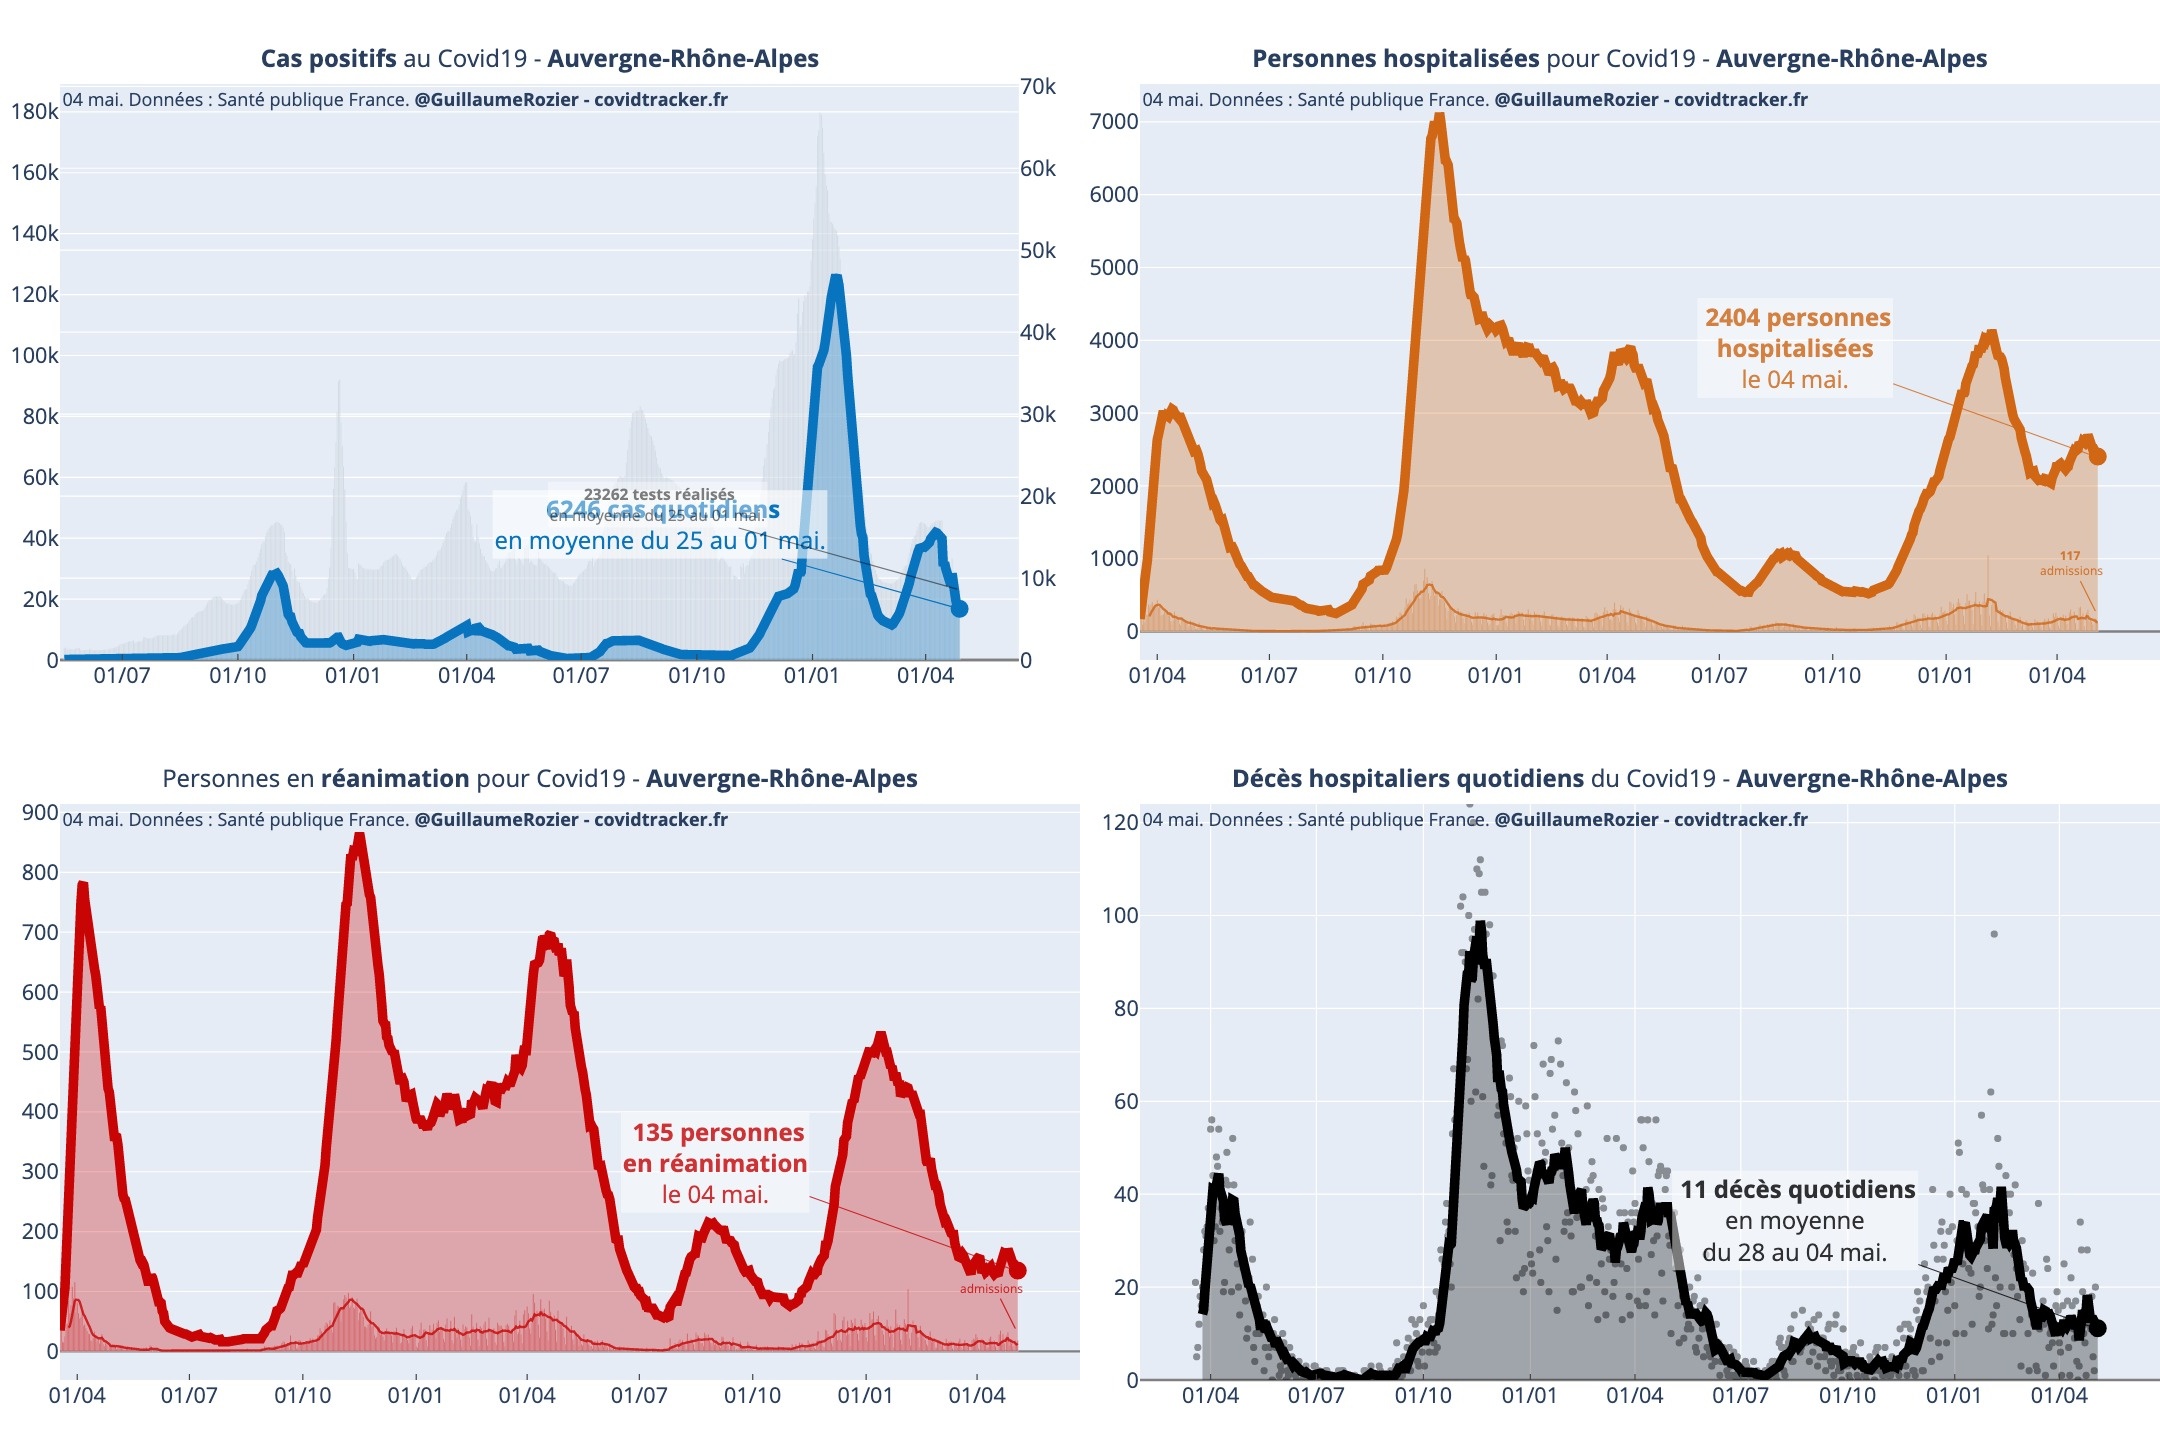 Cas positifs au Covid19 - Auvergne-Rhône-Alpes
04 mai. Données : Santé publique France. @GuillaumeRozier - covidtracker.fr
180k
160k
140k
120k
100k
80k
60k
40k
20k
0
70k
60k
50k
40k
30k
20k
10k
0
23262 tests réalisés
en moyenne du 25 au 01 mai.
6246 cas quotidiens
en moyenne du 25 au 01 mai.
01/07 01/10 01/01 01/04 01/07 01/10 01/01 01/04
Personnes hospitalisées pour Covid19 - Auvergne-Rhône-Alpes
04 mai. Données : Santé publique France. @GuillaumeRozier - covidtracker.fr
7000
6000
5000
4000
3000
2000
1000
0
2404 personnes
hospitalisées
le 04 mai.
117
admissions
01/04 01/07 01/10 01/01 01/04 01/07 01/10 01/01 01/04
Personnes en réanimation pour Covid19 - Auvergne-Rhône-Alpes
04 mai. Données : Santé publique France. @GuillaumeRozier - covidtracker.fr
900
800
700
600
500
400
300
200
100
0
135 personnes
en réanimation
le 04 mai.
admissions
01/04 01/07 01/10 01/01 01/04 01/07 01/10 01/01 01/04
Décès hospitaliers quotidiens du Covid19 - Auvergne-Rhône-Alpes
04 mai. Données : Santé publique France. @GuillaumeRozier - covidtracker.fr
120
100
80
60
40
20
0
11 décès quotidiens
en moyenne
du 28 au 04 mai.
01/04 01/07 01/10 01/01 01/04 01/07 01/10 01/01 01/04